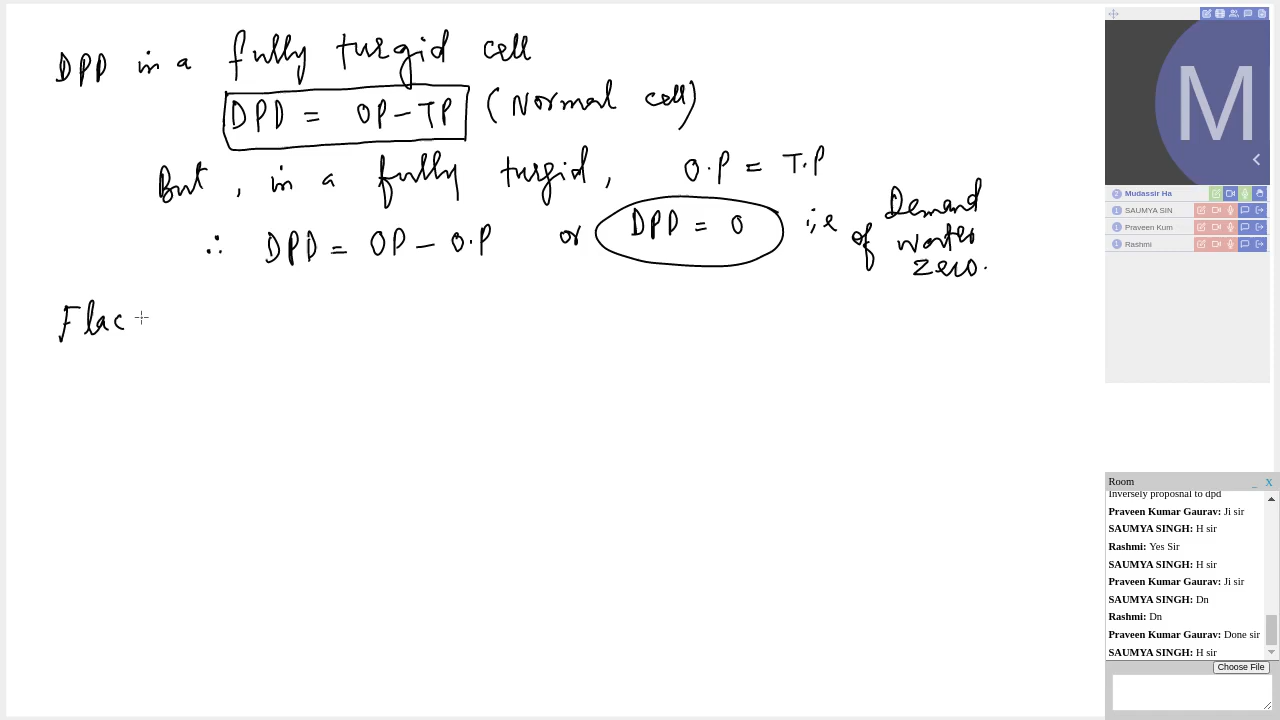 DPD in a fully turgid cell
DPD = OP - TP (Normal cell)
But, in a fully turgid, O.P = T.P
∴ DPD = OP - O.P or DPD = 0 i,e Demand of water zero.
Flac
M
Mudassir Ha
SAUMYA SIN
Praveen Kum
Rashmi
Room _ X
Inversely proposnal to dpd
Praveen Kumar Gaurav: Ji sir
SAUMYA SINGH: H sir
Rashmi: Yes Sir
SAUMYA SINGH: H sir
Praveen Kumar Gaurav: Ji sir
SAUMYA SINGH: Dn
Rashmi: Dn
Praveen Kumar Gaurav: Done sir
SAUMYA SINGH: H sir
Choose File